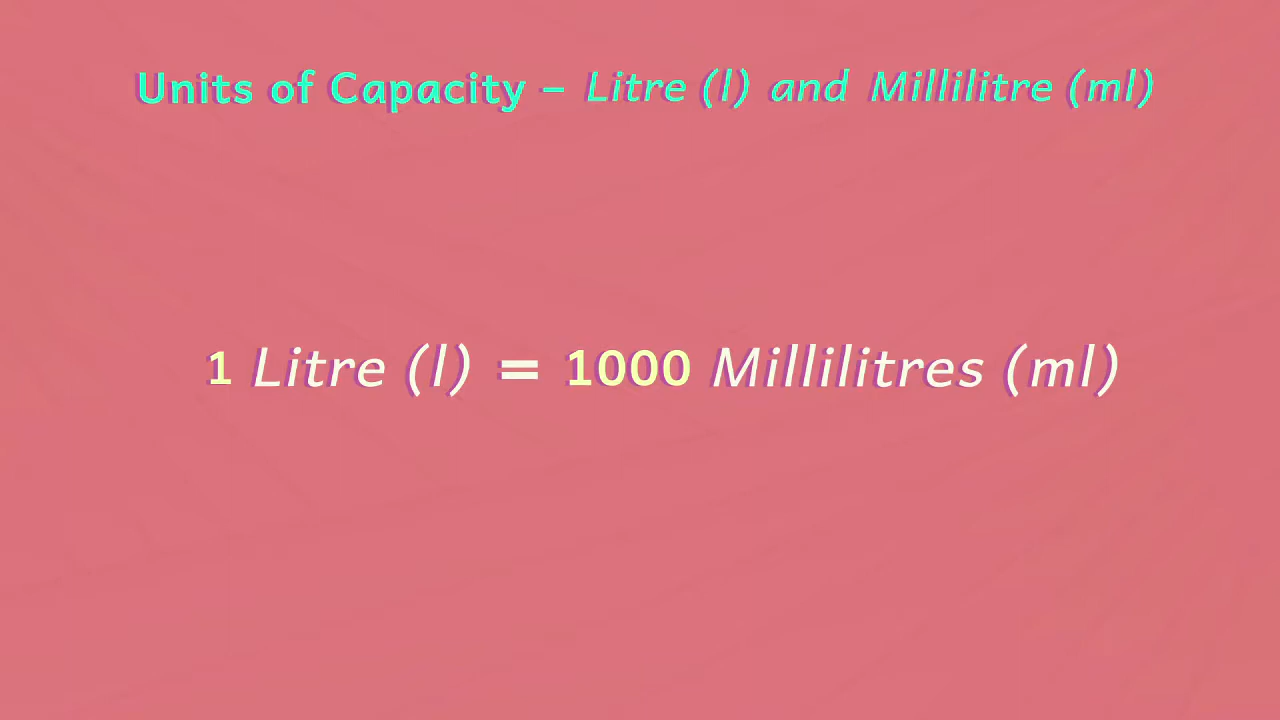 Units of Capacity – Litre (l) and Millilitre (ml)
1 Litre (l) = 1000 Millilitres (ml)